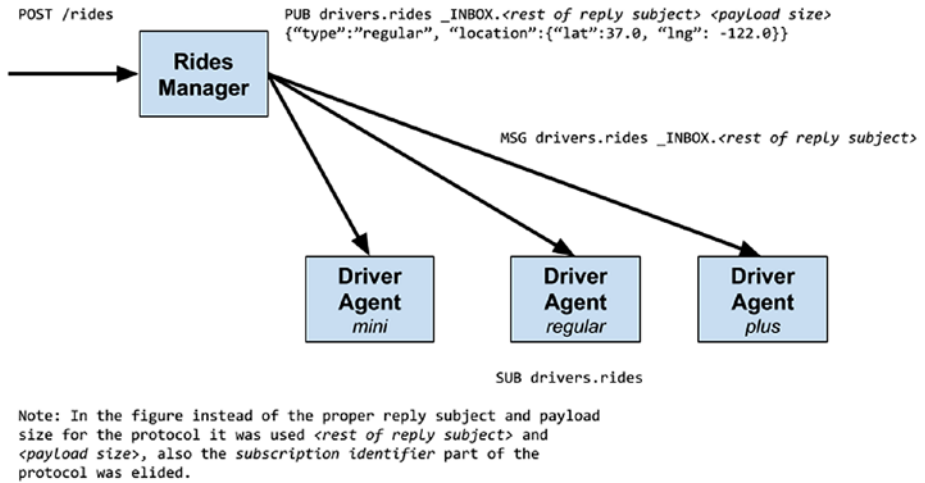 POST /rides
PUB drivers.rides _INBOX.<rest of reply subject> <payload size>
{“type”:”regular”, “location”:{“lat”:37.0, “lng”: -122.0}}
Rides
Manager
MSG drivers.rides _INBOX.<rest of reply subject>
Driver
Agent
mini
Driver
Agent
regular
Driver
Agent
plus
SUB drivers.rides
Note: In the figure instead of the proper reply subject and payload
size for the protocol it was used <rest of reply subject> and
<payload size>, also the subscription identifier part of the
protocol was elided.